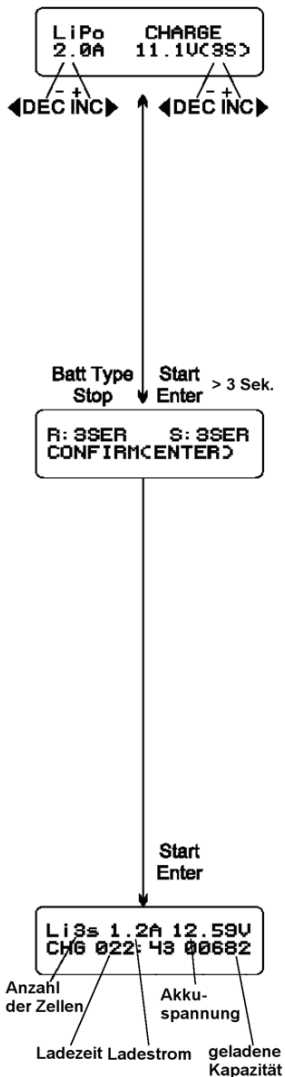 LiPo CHARGE
2.0A 11.1V(3S)
- + - +
◀DEC INC▶ ◀DEC INC▶
Batt Type Start
Stop Enter > 3 Sek.
R: 3SER S: 3SER
CONFIRM(ENTER)
Start
Enter
Li3s 1.2A 12.59V
CHG 022:43 00682
Anzahl
der Zellen
Akku-
spannung
Ladezeit Ladestrom geladene
Kapazität